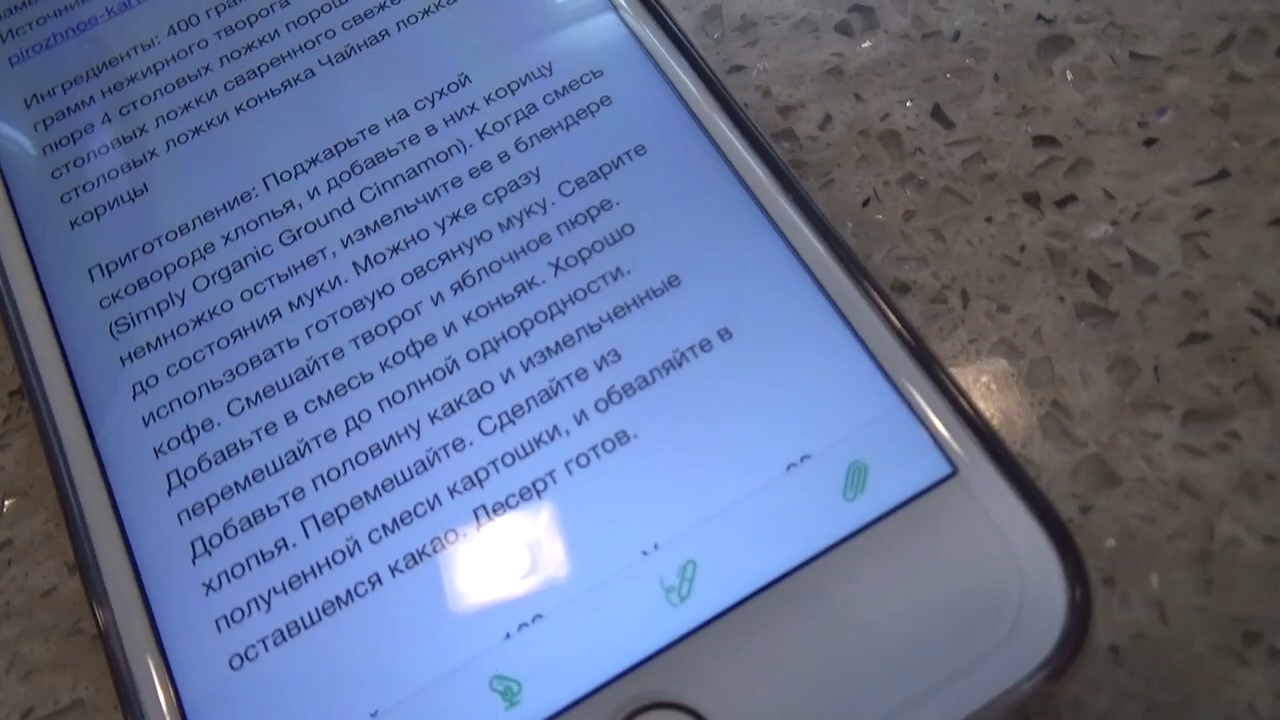 Источник
pirozhnoe-kar
Ингредиенты: 400 грам
грамм нежирного творога
пюре 4 столовых ложки порош
столовых ложки сваренного свеже
столовых ложки коньяка Чайная ложка
корицы
Приготовление: Поджарьте на сухой
сковороде хлопья, и добавьте в них корицу
(Simply Organic Ground Cinnamon). Когда смесь
немножко остынет, измельчите ее в блендере
до состояния муки. Можно уже сразу
использовать готовую овсяную муку. Сварите
кофе. Смешайте творог и яблочное пюре.
Добавьте в смесь кофе и коньяк. Хорошо
перемешайте до полной однородности.
Добавьте половину какао и измельченные
хлопья. Перемешайте. Сделайте из
полученной смеси картошки, и обваляйте в
оставшемся какао. Десерт готов.